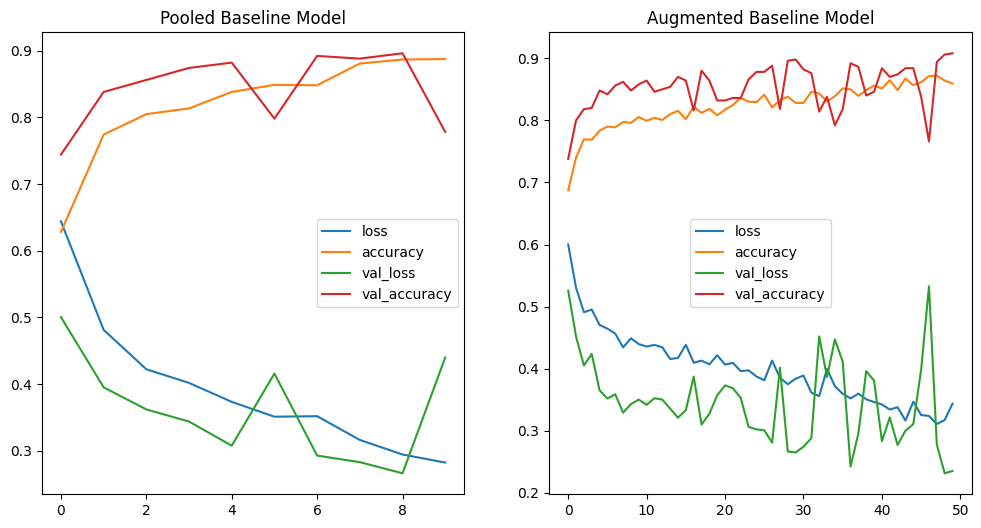 Pooled Baseline Model
0.9
0.8
0.7
0.6
0.5
0.4
0.3
0 2 4 6 8
loss
accuracy
val_loss
val_accuracy
Augmented Baseline Model
0.9
0.8
0.7
0.6
0.5
0.4
0.3
0.2
0 10 20 30 40 50
loss
accuracy
val_loss
val_accuracy